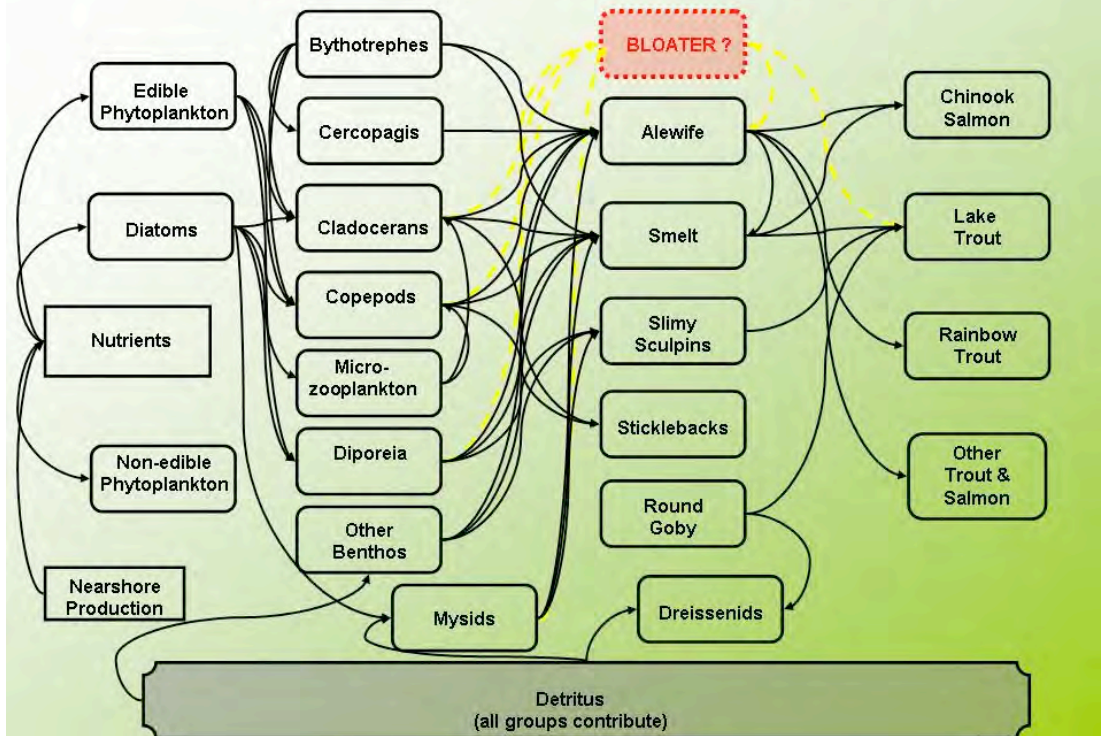 Bythotrephes
BLOATER ?
Edible
Phytoplankton
Cercopagis
Alewife
Chinook
Salmon
Diatoms
Cladocerans
Smelt
Lake
Trout
Nutrients
Copepods
Slimy
Sculpins
Rainbow
Trout
Micro-
zooplankton
Sticklebacks
Non-edible
Phytoplankton
Diporeia
Other
Trout &
Salmon
Round
Goby
Other
Benthos
Nearshore
Production
Mysids
Dreissenids
Detritus
(all groups contribute)